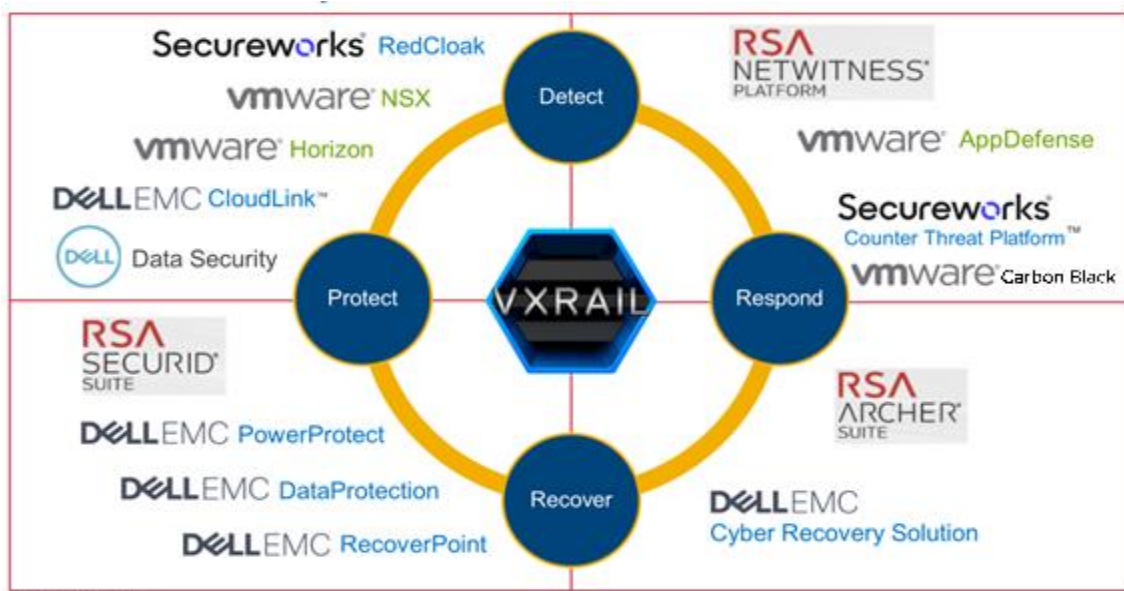 Secureworks® RedCloak
vmware® NSX
vmware® Horizon
DELLEMC CloudLink™
DELL Data Security
Detect
RSA
NETWITNESS®
PLATFORM
vmware® AppDefense
Secureworks®
Counter Threat Platform™
vmware® Carbon Black
Protect
VXRAIL
Respond
RSA
SECURID®
SUITE
DELLEMC PowerProtect
DELLEMC DataProtection
DELLEMC RecoverPoint
Recover
RSA
ARCHER®
SUITE
DELLEMC
Cyber Recovery Solution